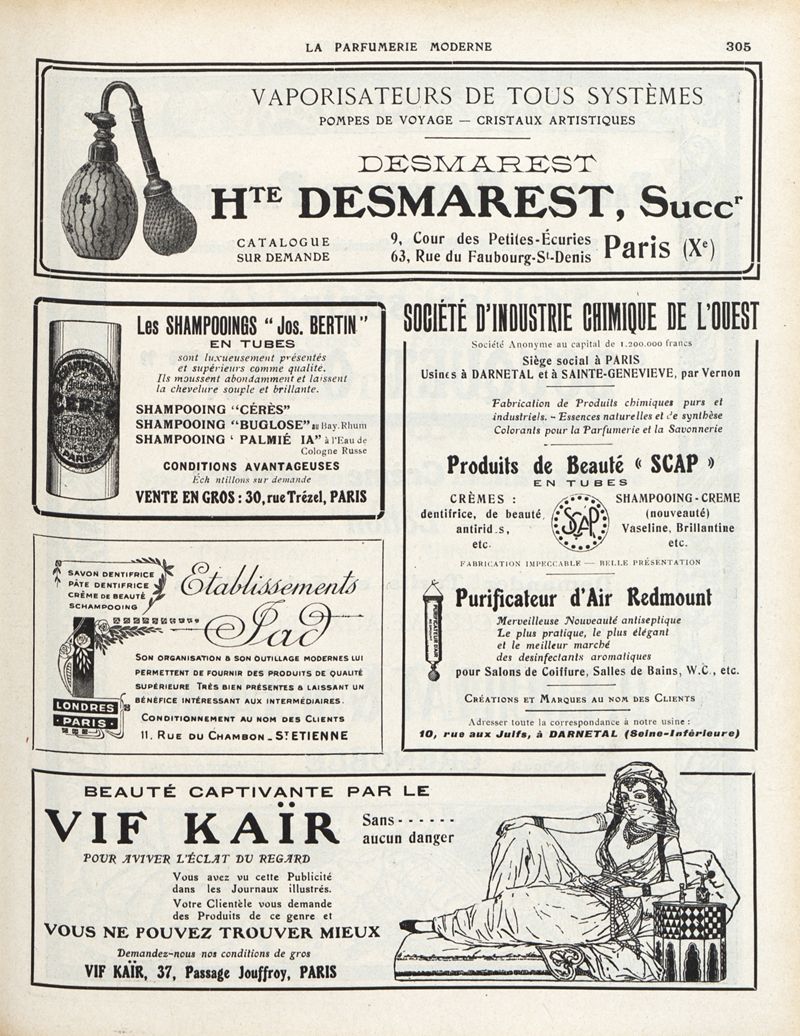 LA PARFUMERIE MODERNE 305
VAPORISATEURS DE TOUS SYSTÈMES
POMPES DE VOYAGE — CRISTAUX ARTISTIQUES
DESMAREST
Hᵀᴱ DESMAREST, Succʳ
CATALOGUE
SUR DEMANDE
9, Cour des Petites-Écuries
63, Rue du Faubourg-Sᵗ-Denis
Paris (Xᵉ)
Les SHAMPOOINGS "Jos. BERTIN"
EN TUBES
sont luxueusement présentés
et supérieurs comme qualité.
Ils moussent abondamment et laissent
la chevelure souple et brillante.
SHAMPOOING "CÉRÈS"
SHAMPOOING "BUGLOSE" au Bay. Rhum
SHAMPOOING ' PALMIÉ IA" à l'Eau de
Cologne Russe
CONDITIONS AVANTAGEUSES
Éch ntillons sur demande
VENTE EN GROS : 30, rue Trézel, PARIS
SHAMPOOING
CÉRÈS
BERTIN
PARIS
SOCIÉTÉ D'INDUSTRIE CHIMIQUE DE L'OUEST
Société Anonyme au capital de 1.200.000 francs
Siège social à PARIS
Usines à DARNETAL et à SAINTE-GENEVIEVE, par Vernon
Fabrication de Produits chimiques purs et
industriels. - Essences naturelles et de synthèse
Colorants pour la Parfumerie et la Savonnerie
Produits de Beauté « SCAP »
EN TUBES
CRÈMES :
dentifrice, de beauté,
antirid.s,
etc.
SCAP
SHAMPOOING-CREME
(nouveauté)
Vaseline, Brillantine
etc.
FABRICATION IMPECCABLE — BELLE PRÉSENTATION
PURIFICATEUR D'AIR
Purificateur d'Air Redmount
Merveilleuse Nouveauté antiseptique
Le plus pratique, le plus élégant
et le meilleur marché
des desinfectants aromatiques
pour Salons de Coiffure, Salles de Bains, W.C., etc.
CRÉATIONS ET MARQUES AU NOM DES CLIENTS
Adresser toute la correspondance à notre usine :
10, rue aux Juifs, à DARNETAL (Seine-Inférieure)
SAVON DENTIFRICE
PÂTE DENTIFRICE
CRÈME DE BEAUTÉ
SCHAMPOOING
Etablissements
Jad
SON ORGANISATION & SON OUTILLAGE MODERNES LUI
PERMETTENT DE FOURNIR DES PRODUITS DE QUALITÉ
SUPÉRIEURE TRÈS BIEN PRÉSENTÉS & LAISSANT UN
BÉNÉFICE INTÉRESSANT AUX INTERMÉDIAIRES.
CONDITIONNEMENT AU NOM DES CLIENTS
11. RUE DU CHAMBON _ Sᵀ ETIENNE
LONDRES
PARIS
BEAUTÉ CAPTIVANTE PAR LE
VIF KAÏR
Sans - - - - - -
aucun danger
POUR AVIVER L'ÉCLAT DU REGARD
Vous avez vu cette Publicité
dans les Journaux illustrés.
Votre Clientèle vous demande
des Produits de ce genre et
VOUS NE POUVEZ TROUVER MIEUX
Demandez-nous nos conditions de gros
VIF KAÏR, 37, Passage Jouffroy, PARIS